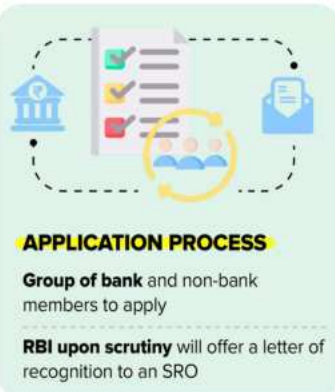 APPLICATION PROCESS
Group of bank and non-bank
members to apply
RBI upon scrutiny will offer a letter of
recognition to an SRO